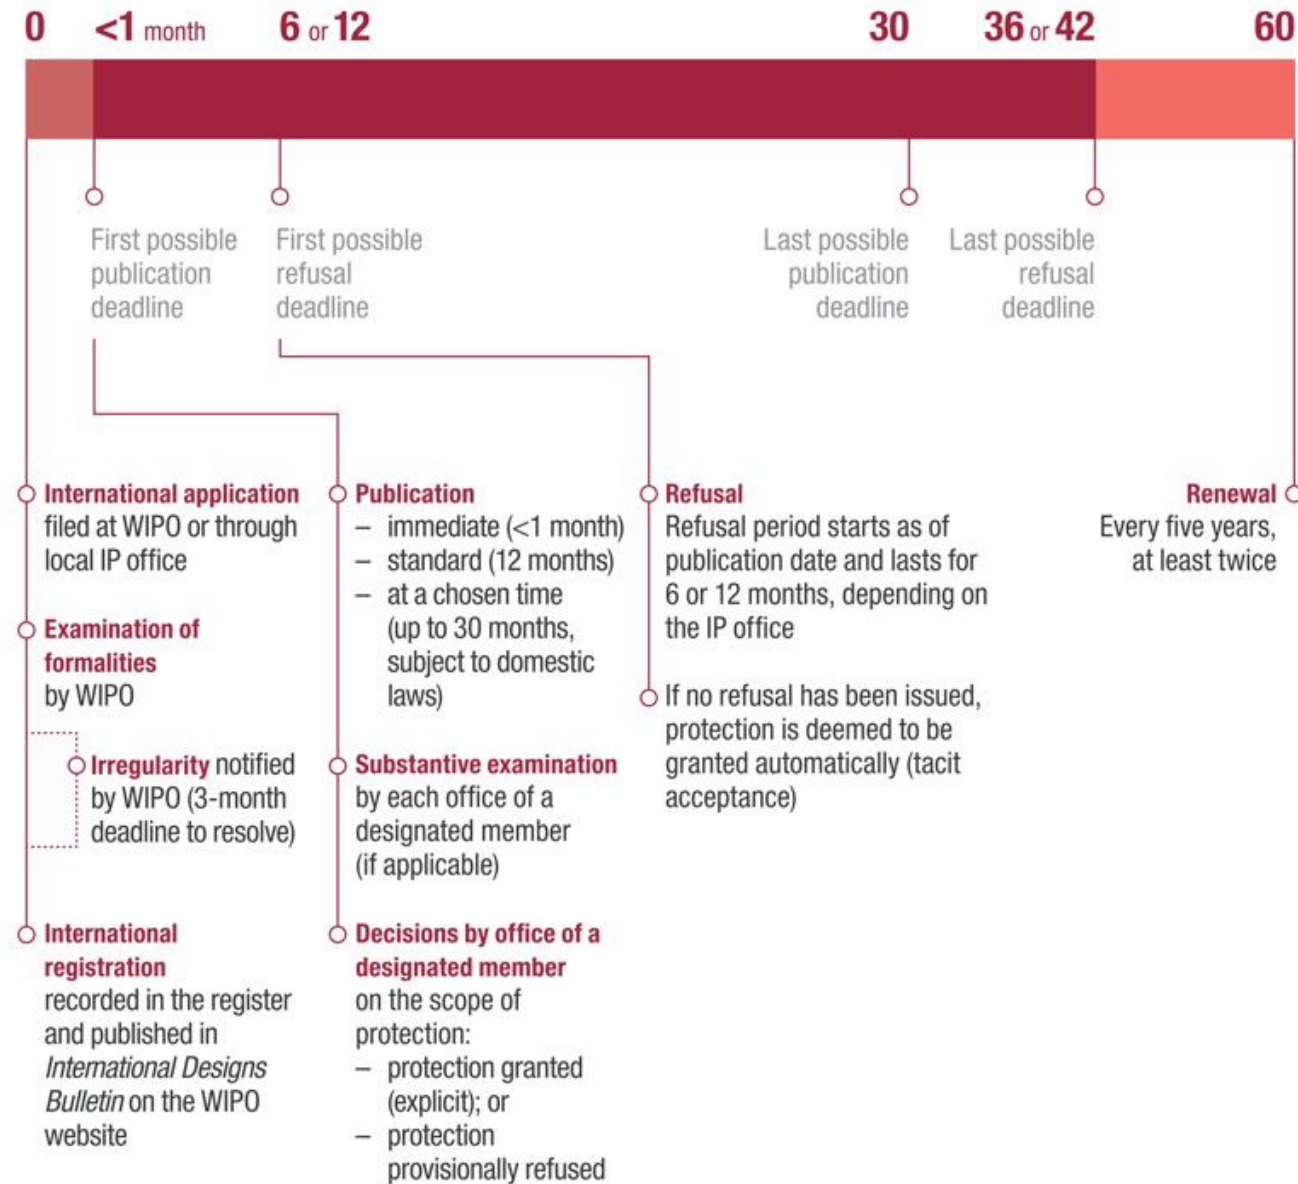 0
<1 month
6 or 12
30
36 or 42
60
First possible
publication
deadline
First possible
refusal
deadline
Last possible
publication
deadline
Last possible
refusal
deadline
International application
filed at WIPO or through
local IP office
Examination of
formalities
by WIPO
Irregularity notified
by WIPO (3-month
deadline to resolve)
International
registration
recorded in the register
and published in
International Designs
Bulletin on the WIPO
website
Publication
– immediate (<1 month)
– standard (12 months)
– at a chosen time
(up to 30 months,
subject to domestic
laws)
Substantive examination
by each office of a
designated member
(if applicable)
Decisions by office of a
designated member
on the scope of
protection:
– protection granted
(explicit); or
– protection
provisionally refused
Refusal
Refusal period starts as of
publication date and lasts for
6 or 12 months, depending on
the IP office
If no refusal has been issued,
protection is deemed to be
granted automatically (tacit
acceptance)
Renewal
Every five years,
at least twice